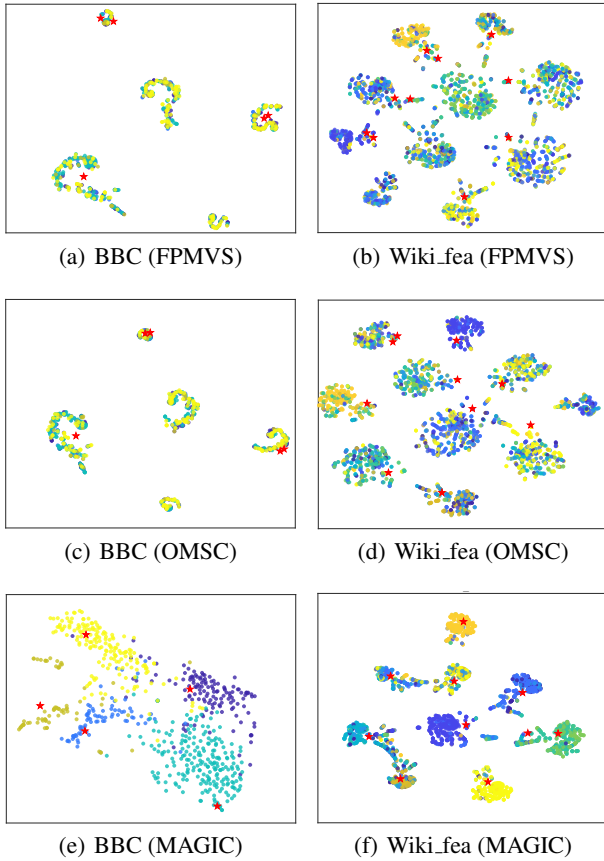 (a) BBC (FPMVS)
(b) Wiki_fea (FPMVS)
(c) BBC (OMSC)
(d) Wiki_fea (OMSC)
(e) BBC (MAGIC)
(f) Wiki_fea (MAGIC)